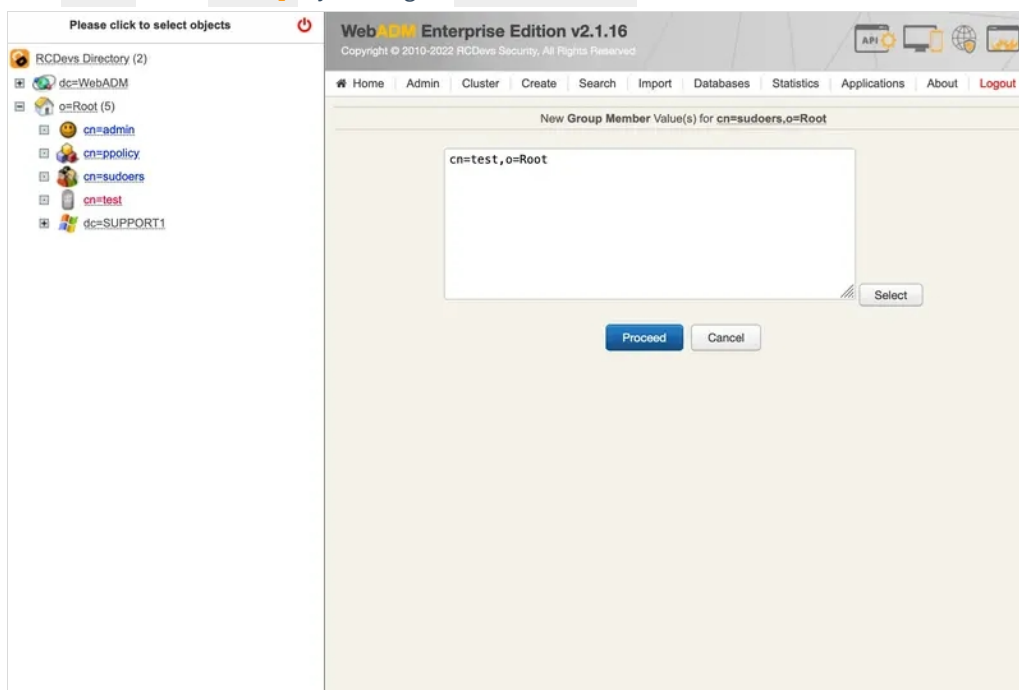 Please click to select objects
RCDevs Directory (2)
dc=WebADM
o=Root (5)
cn=admin
cn=ppolicy
cn=sudoers
cn=test
dc=SUPPORT1
WebADM Enterprise Edition v2.1.16
Copyright © 2010-2022 RCDevs Security, All Rights Reserved
API
Home Admin Cluster Create Search Import Databases Statistics Applications About Logout
New Group Member Value(s) for cn=sudoers,o=Root
cn=test,o=Root
Select
Proceed Cancel